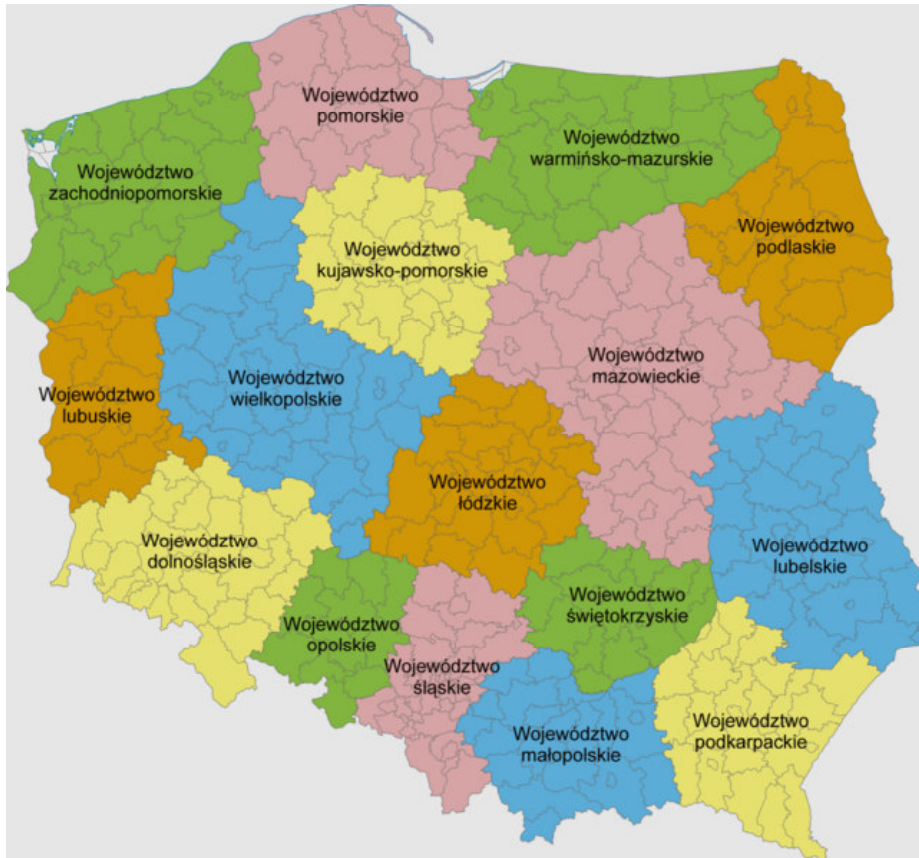 Województwo
pomorskie
Województwo
warmińsko-mazurskie
Województwo
zachodniopomorskie
Województwo
podlaskie
Województwo
kujawsko-pomorskie
Województwo
mazowieckie
Województwo
wielkopolskie
Województwo
lubuskie
Województwo
łódzkie
Województwo
dolnośląskie
Województwo
lubelskie
Województwo
świętokrzyskie
Województwo
opolskie
Województwo
śląskie
Województwo
podkarpackie
Województwo
małopolskie